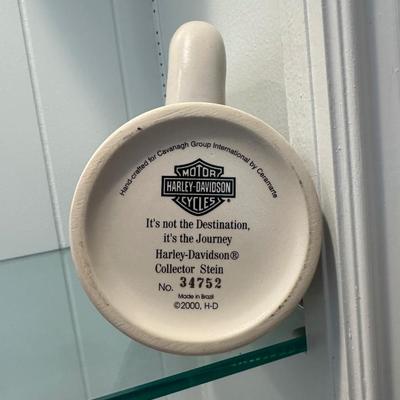 Hand-crafted for Cavanagh Group International by Ceramarte
MOTOR
HARLEY-DAVIDSON
CYCLES®
It's not the Destination,
it's the Journey
Harley-Davidson®
Collector Stein
No. 34752
Made in Brazil
©2000, H-D